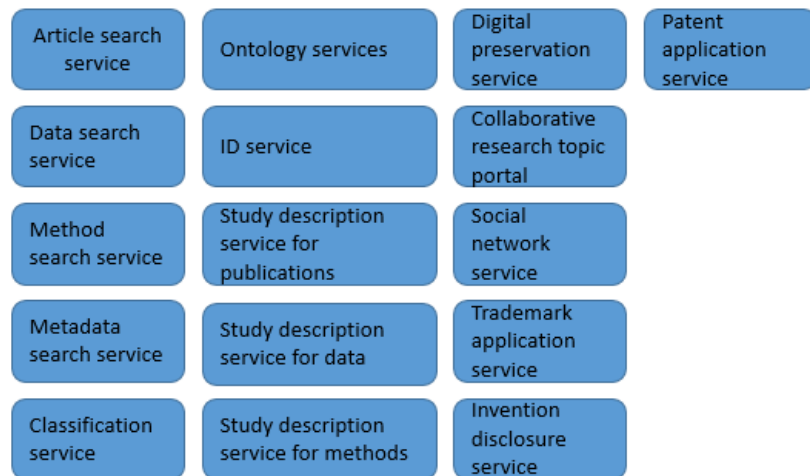 Article search
service
Ontology services
Digital
preservation
service
Patent
application
service
Data search
service
ID service
Collaborative
research topic
portal
Method
search service
Study description
service for
publications
Social
network
service
Metadata
search service
Study description
service for data
Trademark
application
service
Classification
service
Study description
service for methods
Invention
disclosure
service